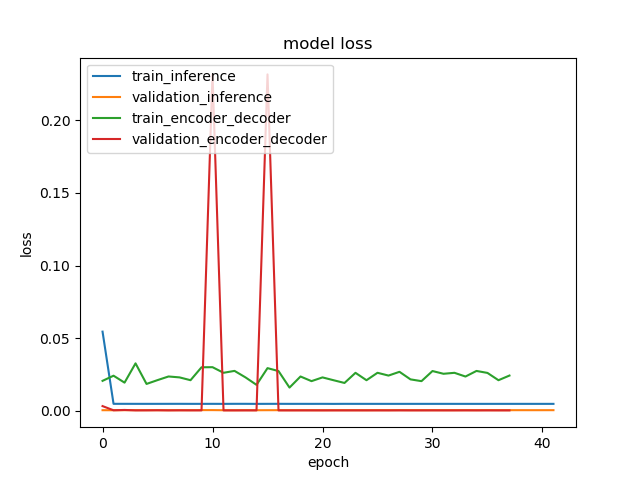 model loss
train_inference
validation_inference
train_encoder_decoder
validation_encoder_decoder
0.20
0.15
0.10
0.05
0.00
loss
0 10 20 30 40
epoch